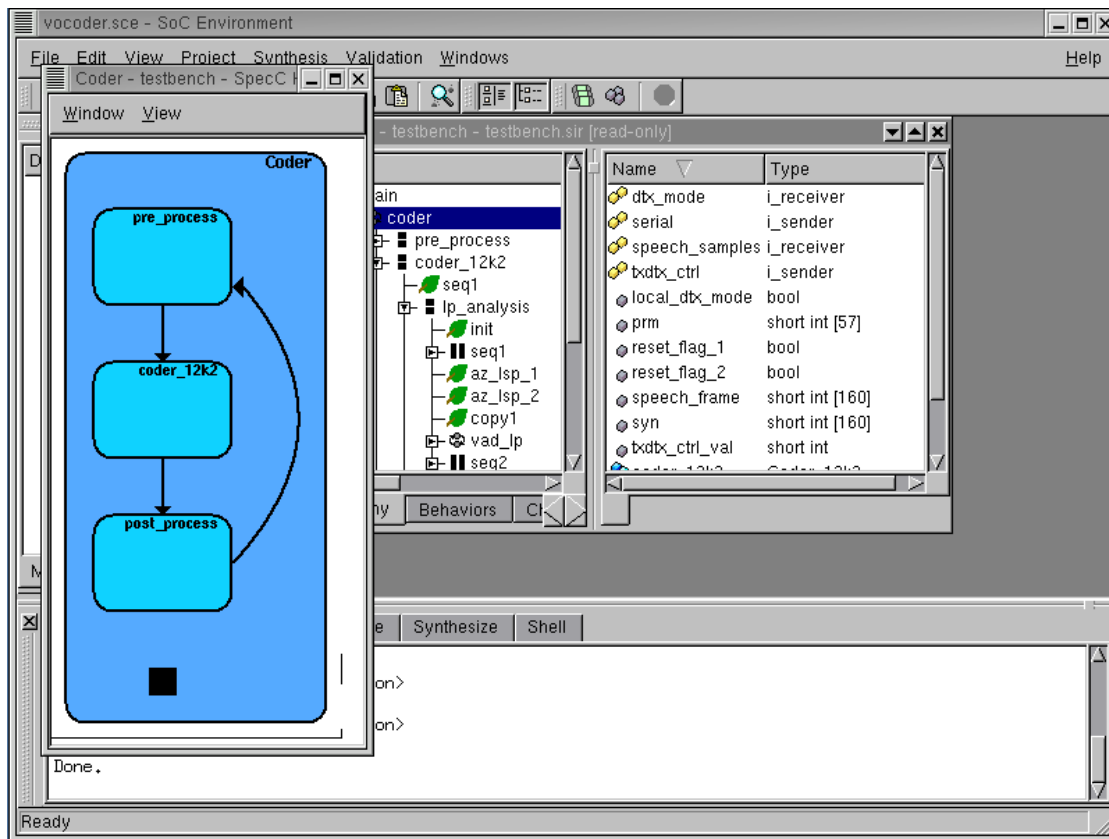 vocoder.sce - SoC Environment
File Edit View Project Synthesis Validation Windows Help
Coder - testbench - SpecC
Window View
Coder
pre_process
coder_12k2
post_process
- testbench - testbench.sir [read-only]
D
ain
coder
pre_process
coder_12k2
seq1
lp_analysis
init
seq1
az_lsp_1
az_lsp_2
copy1
vad_lp
seq2
ny Behaviors
Name Type
dtx_mode i_receiver
serial i_sender
speech_samples i_receiver
txdtx_ctrl i_sender
local_dtx_mode bool
prm short int [57]
reset_flag_1 bool
reset_flag_2 bool
speech_frame short int [160]
syn short int [160]
txdtx_ctrl_val short int
coder_12k2 Coder_12k2
e Synthesize Shell
on>
on>
Done.
Ready